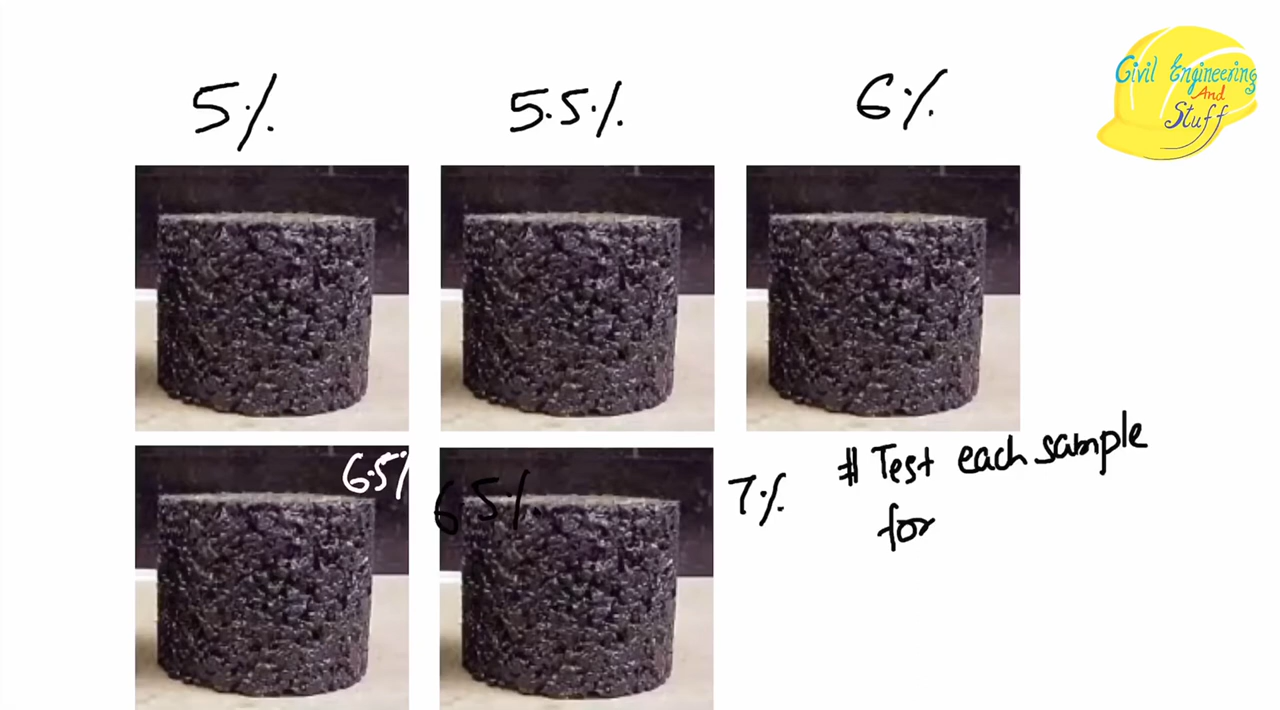 5%
5.5%
6%
Civil Engineering
And
Stuff
6.5%
6.5%
7%
# Test each sample
for